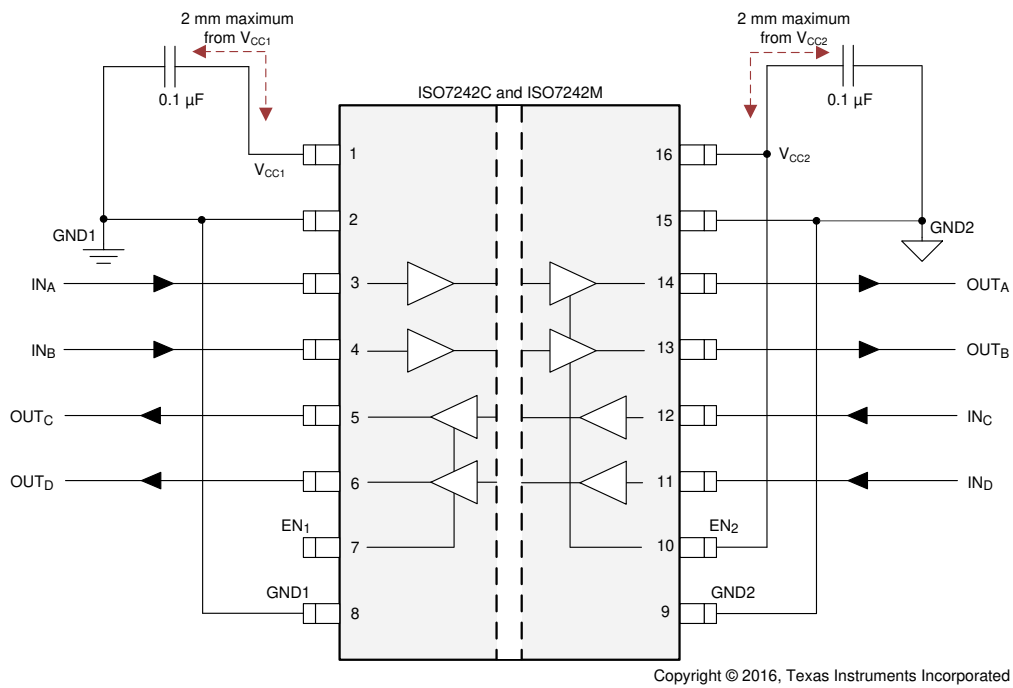 2 mm maximum
from VCC1
2 mm maximum
from VCC2
0.1 µF
0.1 µF
ISO7242C and ISO7242M
VCC1
1
16
VCC2
GND1
2
15
GND2
INA
3
14
OUTA
INB
4
13
OUTB
OUTC
5
12
INC
OUTD
6
11
IND
EN1
7
10
EN2
GND1
8
9
GND2
Copyright © 2016, Texas Instruments Incorporated